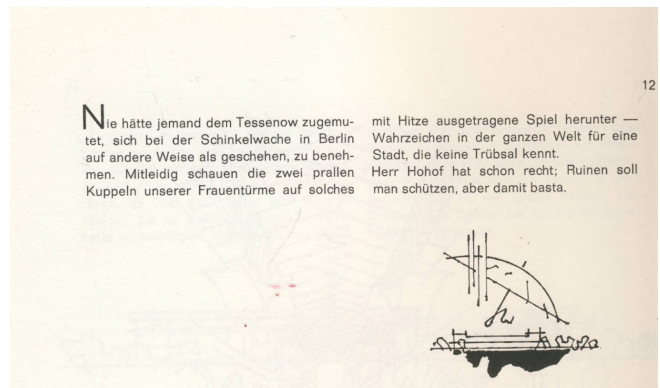 12
Nie hätte jemand dem Tessenow zugemu-
tet, sich bei der Schinkelwache in Berlin
auf andere Weise als geschehen, zu beneh-
men. Mitleidig schauen die zwei prallen
Kuppeln unserer Frauentürme auf solches
mit Hitze ausgetragene Spiel herunter —
Wahrzeichen in der ganzen Welt für eine
Stadt, die keine Trübsal kennt.
Herr Hohof hat schon recht; Ruinen soll
man schützen, aber damit basta.